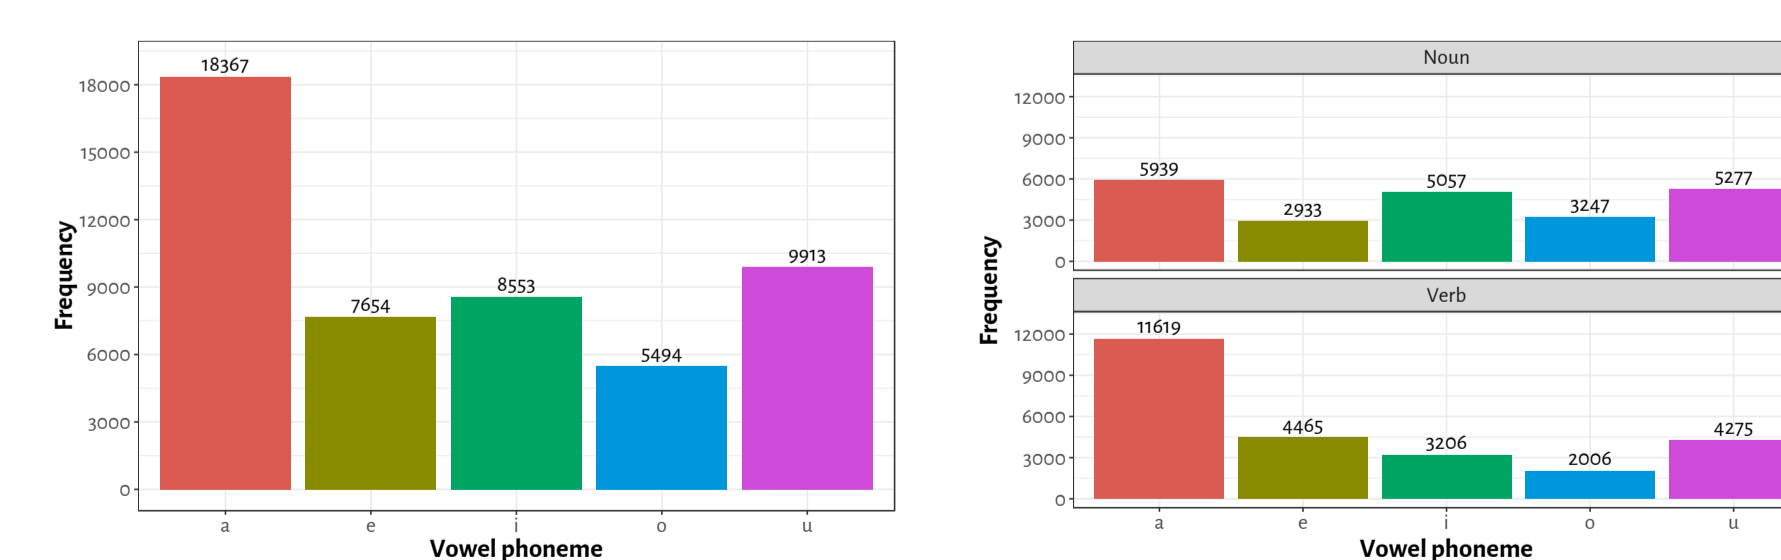 18367
18000
15000
12000
9913
9000
8553
7654
6000
5494
3000
0
a e i o u
Vowel phoneme
Frequency
Noun
12000
9000
6000
3000
0
5939 2933 5057 3247 5277
Verb
12000
9000
6000
3000
0
11619 4465 3206 2006 4275
a e i o u
Vowel phoneme
Frequency